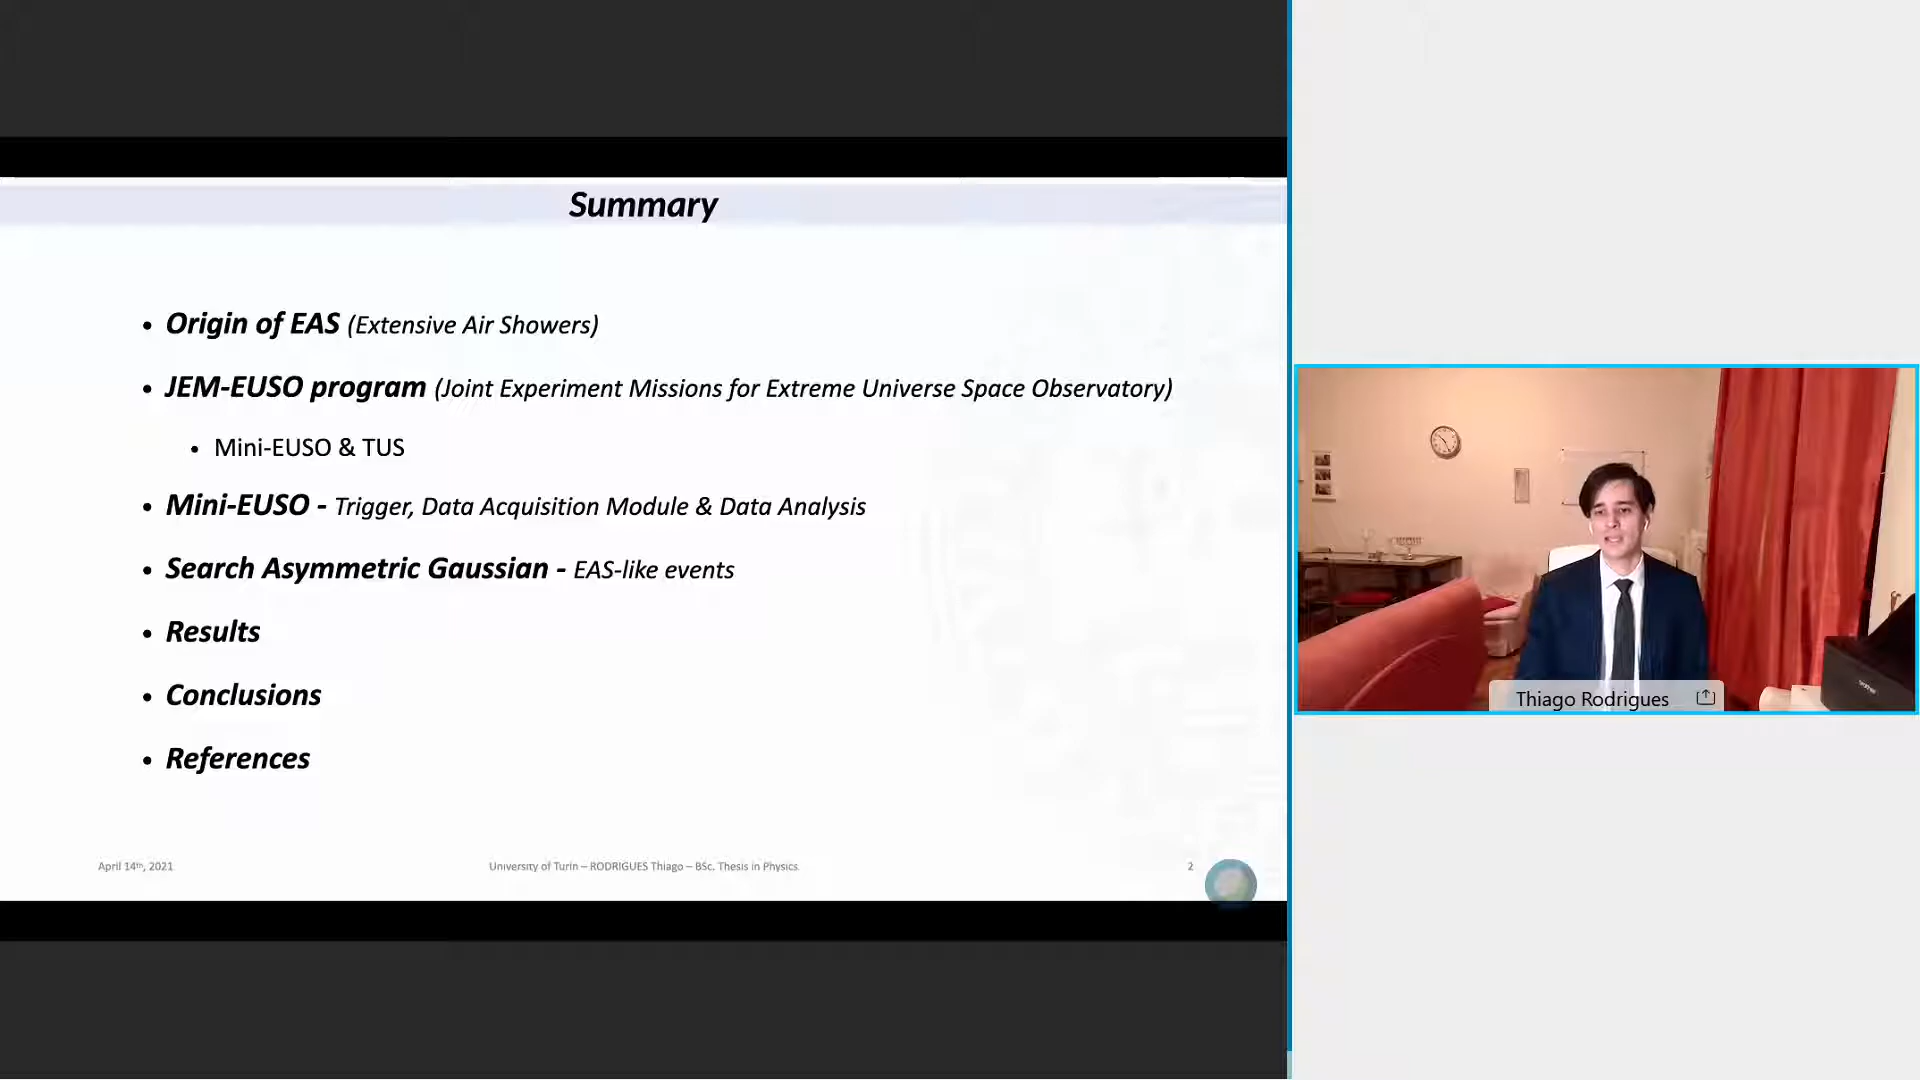 Summary
• Origin of EAS (Extensive Air Showers)
• JEM-EUSO program (Joint Experiment Missions for Extreme Universe Space Observatory)
• Mini-EUSO & TUS
• Mini-EUSO - Trigger, Data Acquisition Module & Data Analysis
• Search Asymmetric Gaussian - EAS-like events
• Results
• Conclusions
• References
April 14th, 2021
University of Turin – RODRIGUES Thiago – BSc. Thesis in Physics
2
Thiago Rodrigues
brother